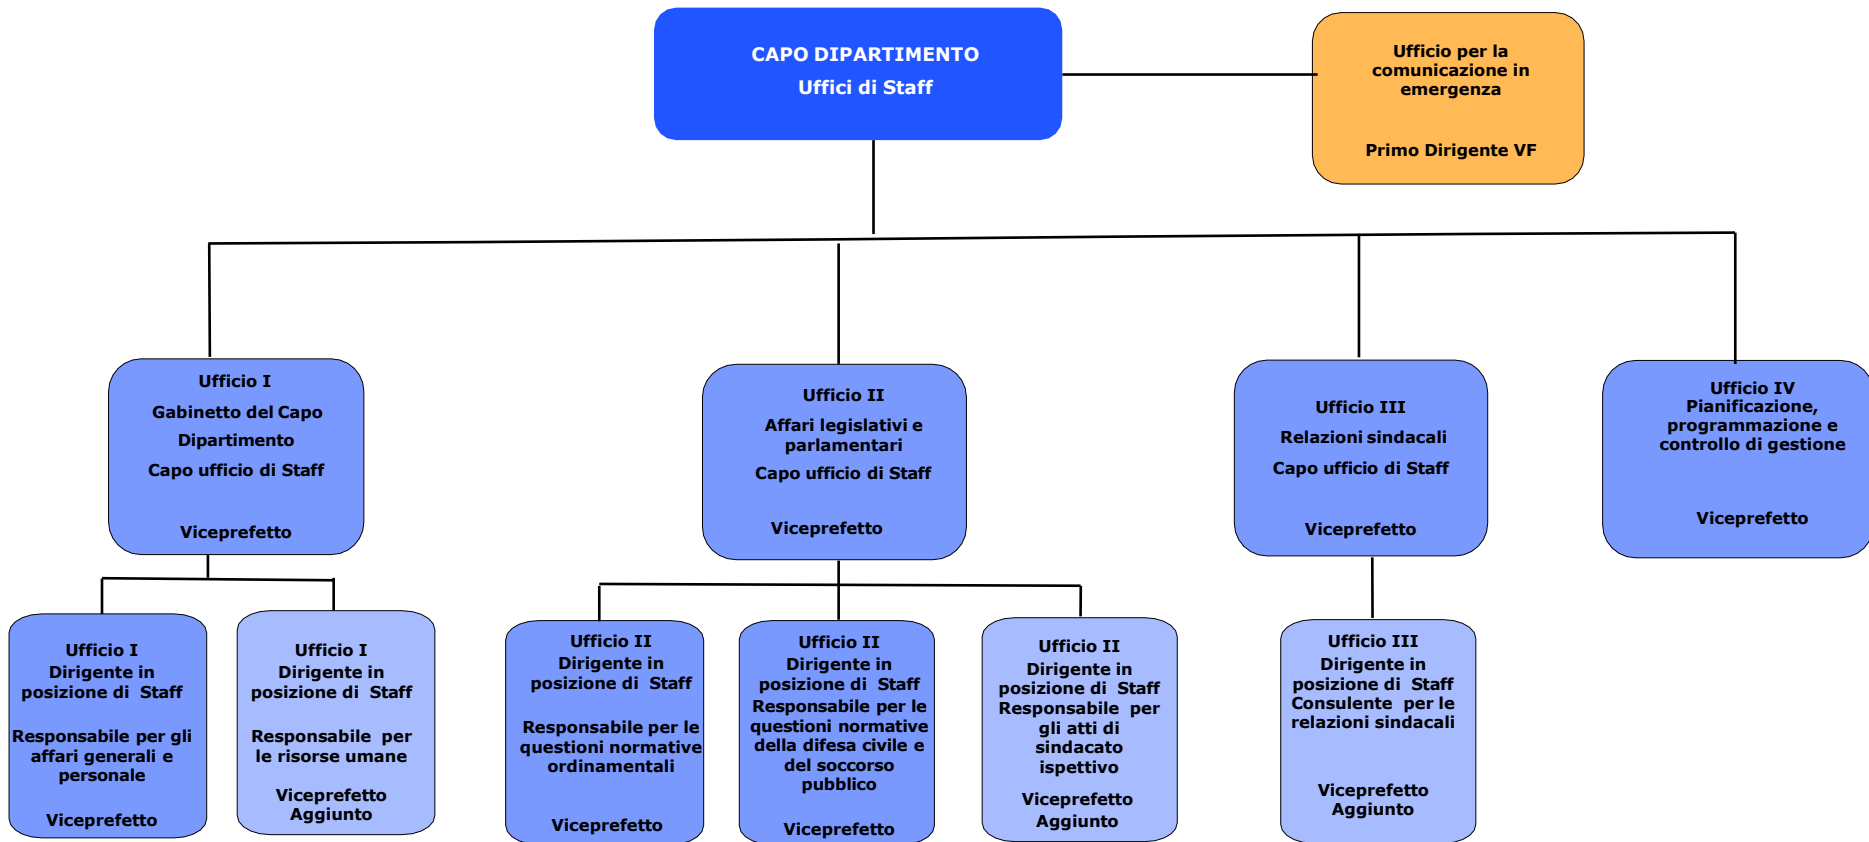 CAPO DIPARTIMENTO
Uffici di Staff
Ufficio per la
comunicazione in
emergenza
Primo Dirigente VF
Ufficio I
Gabinetto del Capo
Dipartimento
Capo ufficio di Staff
Viceprefetto
Ufficio II
Affari legislativi e
parlamentari
Capo ufficio di Staff
Viceprefetto
Ufficio III
Relazioni sindacali
Capo ufficio di Staff
Viceprefetto
Ufficio IV
Pianificazione,
programmazione e
controllo di gestione
Viceprefetto
Ufficio I
Dirigente in
posizione di Staff
Responsabile per gli
affari generali e
personale
Viceprefetto
Ufficio I
Dirigente in
posizione di Staff
Responsabile per
le risorse umane
Viceprefetto
Aggiunto
Ufficio II
Dirigente in
posizione di Staff
Responsabile per le
questioni normative
ordinamentali
Viceprefetto
Ufficio II
Dirigente in
posizione di Staff
Responsabile per le
questioni normative
della difesa civile e
del soccorso
pubblico
Viceprefetto
Ufficio II
Dirigente in
posizione di Staff
Responsabile per
gli atti di
sindacato
ispettivo
Viceprefetto
Aggiunto
Ufficio III
Dirigente in
posizione di Staff
Consulente per le
relazioni sindacali
Viceprefetto
Aggiunto